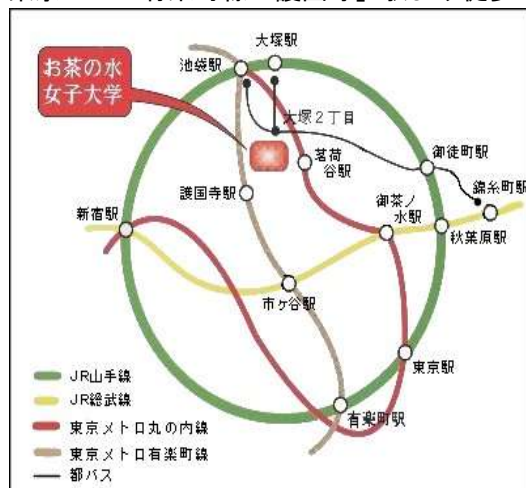 大塚駅
池袋駅
お茶の水
女子大学
大塚2丁目
茗荷
谷駅
御徒町駅
錦糸町駅
護国寺駅
御茶ノ
水駅
新宿駅
秋葉原駅
市ヶ谷駅
東京駅
有楽町駅
JR山手線
JR総武線
東京メトロ丸の内線
東京メトロ有楽町線
都バス